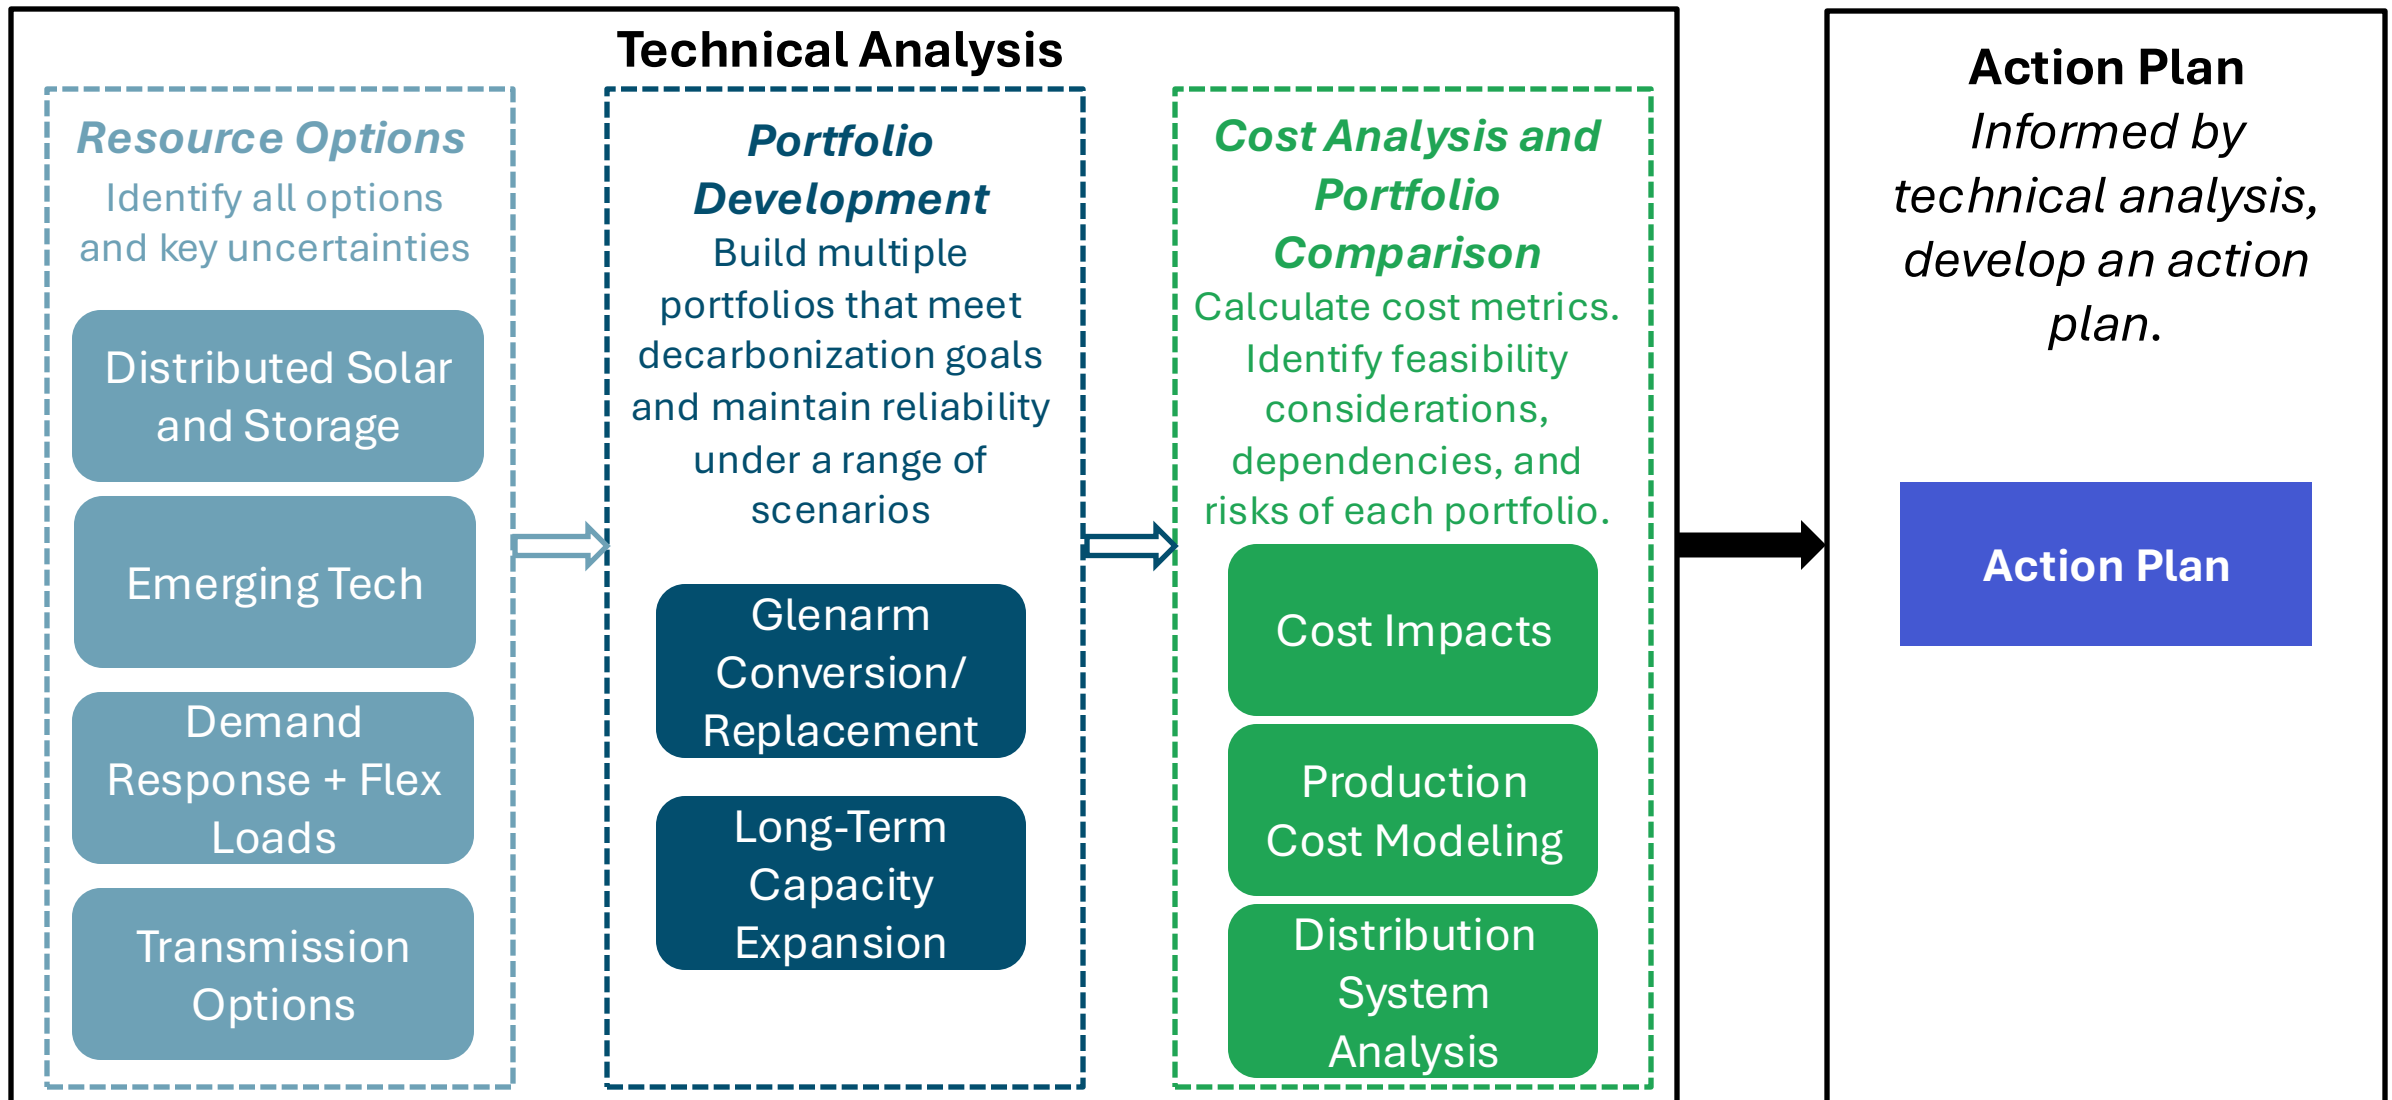 Technical Analysis
Resource Options
Identify all options
and key uncertainties
Distributed Solar
and Storage
Emerging Tech
Demand
Response + Flex
Loads
Transmission
Options
Portfolio
Development
Build multiple
portfolios that meet
decarbonization goals
and maintain reliability
under a range of
scenarios
Glenarm
Conversion/
Replacement
Long-Term
Capacity
Expansion
Cost Analysis and
Portfolio
Comparison
Calculate cost metrics.
Identify feasibility
considerations,
dependencies, and
risks of each portfolio.
Cost Impacts
Production
Cost Modeling
Distribution
System
Analysis
Action Plan
Informed by
technical analysis,
develop an action
plan.
Action Plan